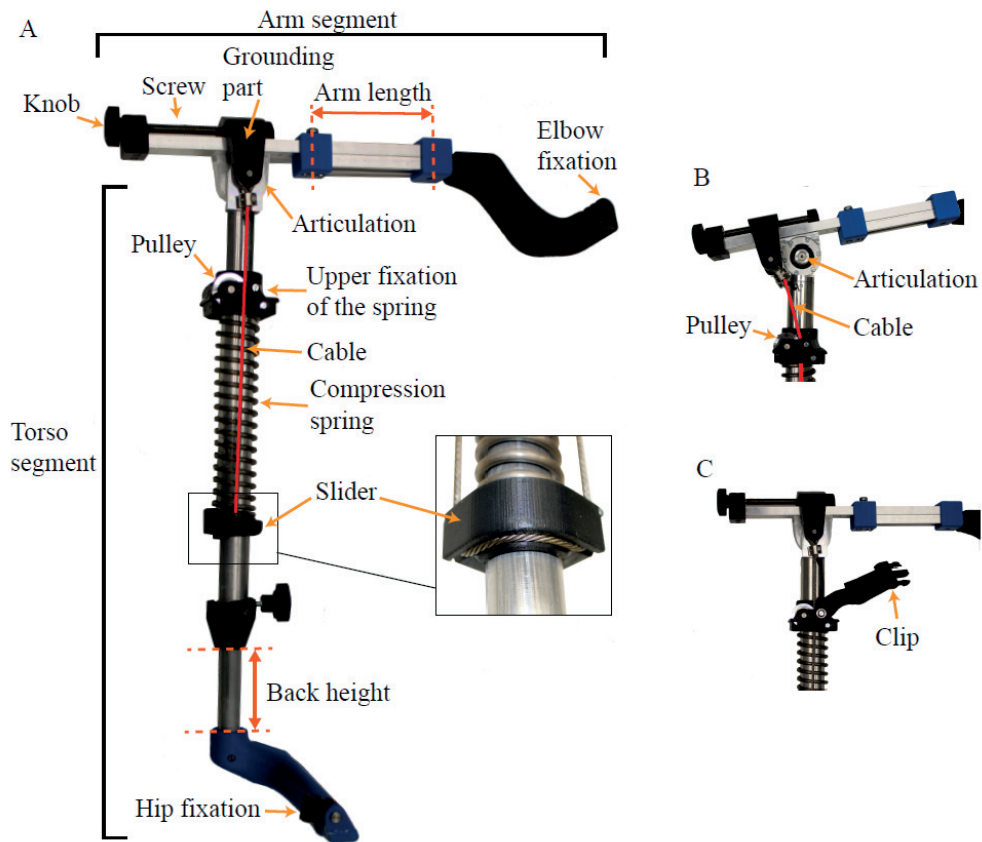 A
Arm segment
Grounding
part
Screw
Knob
Arm length
Elbow
fixation
Articulation
Pulley
Upper fixation
of the spring
Cable
Compression
spring
Torso
segment
Slider
Back height
Hip fixation
B
Articulation
Cable
Pulley
C
Clip